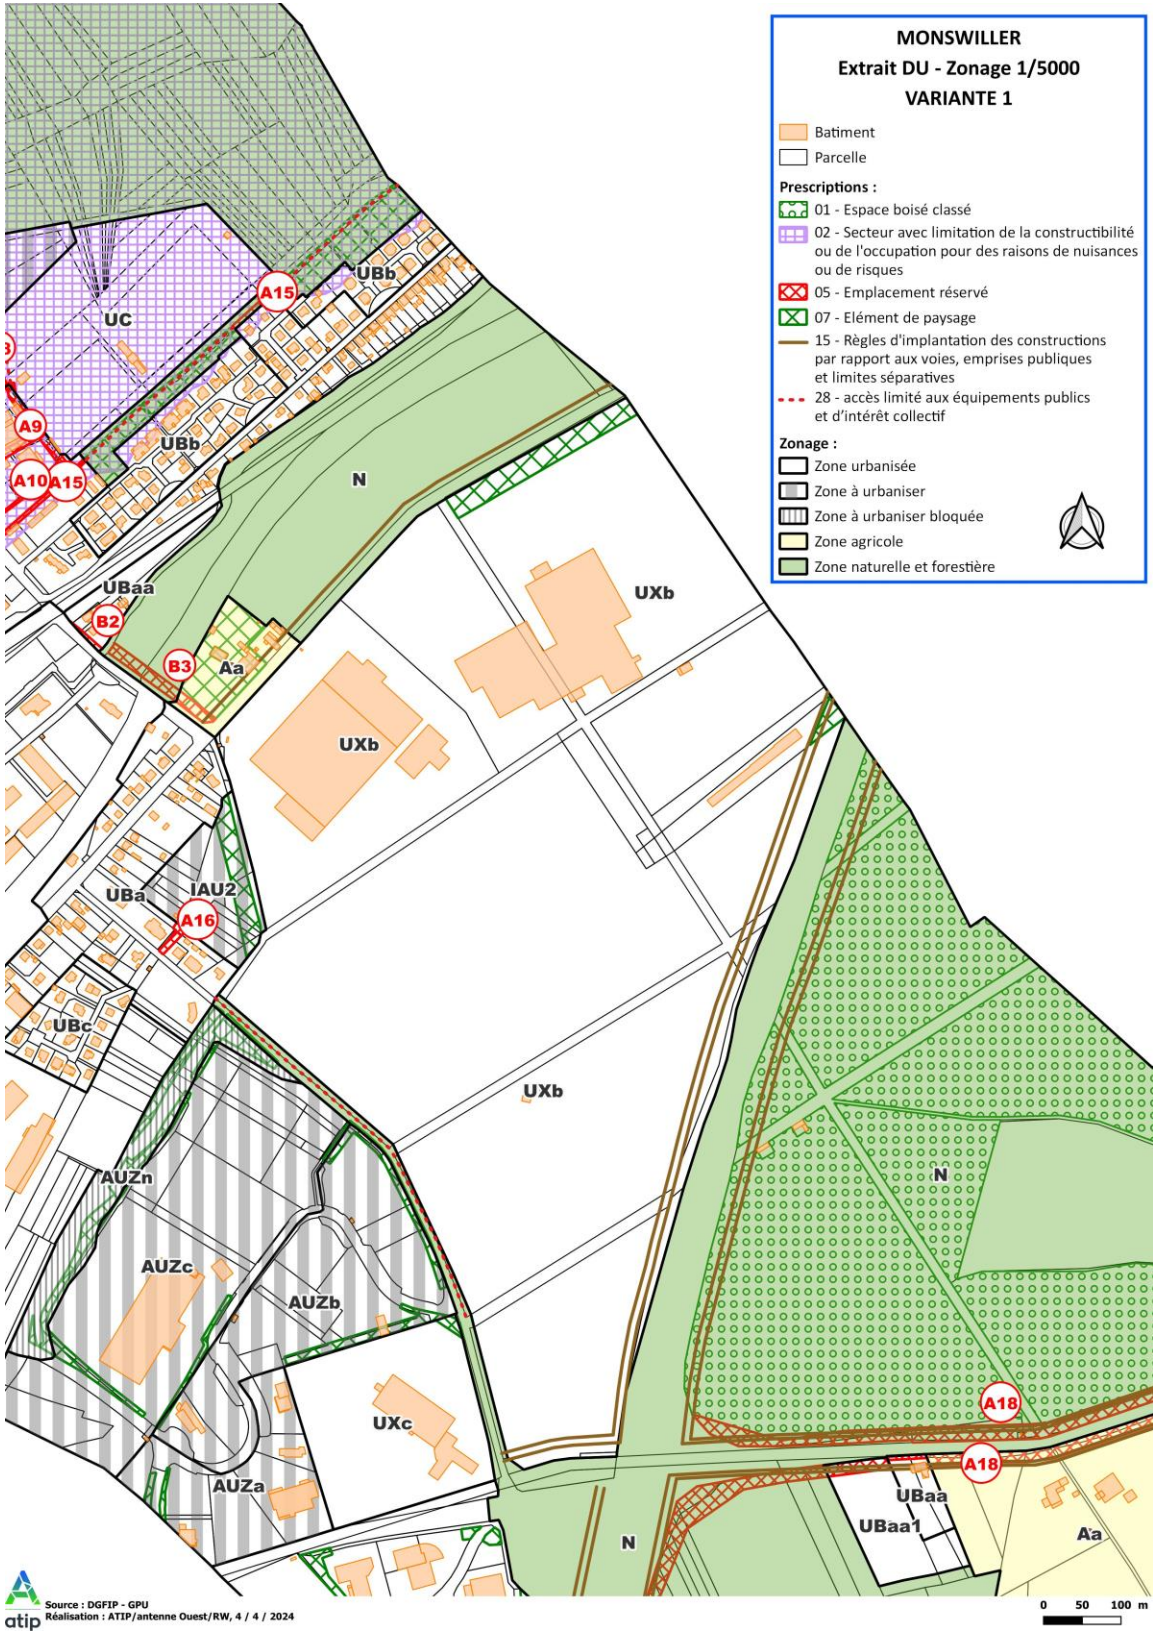 MONSWILLER
Extrait DU - Zonage 1/5000
VARIANTE 1
Batiment
Parcelle
Prescriptions :
01 - Espace boisé classé
02 - Secteur avec limitation de la constructibilité
ou de l'occupation pour des raisons de nuisances
ou de risques
05 - Emplacement réservé
07 - Elément de paysage
15 - Règles d'implantation des constructions
par rapport aux voies, emprises publiques
et limites séparatives
28 - accès limité aux équipements publics
et d'intérêt collectif
Zonage :
Zone urbanisée
Zone à urbaniser
Zone à urbaniser bloquée
Zone agricole
Zone naturelle et forestière
UBb
A15
UC
A9
UBb
A10
A15
N
UBaa
UXb
B2
B3
Aa
UXb
IAU2
UBa
A16
UBc
UXb
AUZn
N
AUZc
AUZb
A18
UXc
A18
AUZa
UBaa
UBaa1
Aa
N
atip
Source : DGFIP - GPU
Réalisation : ATIP/antenne Ouest/RW, 4 / 4 / 2024
0 50 100 m